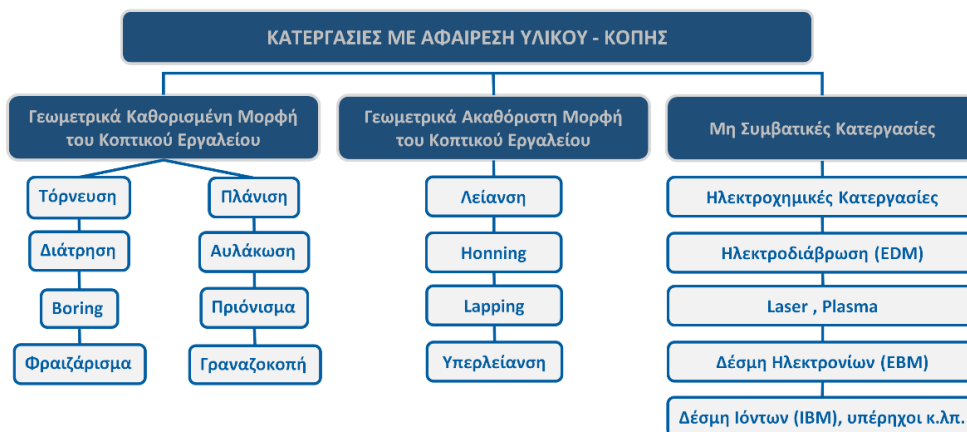 ΚΑΤΕΡΓΑΣΙΕΣ ΜΕ ΑΦΑΙΡΕΣΗ ΥΛΙΚΟΥ - ΚΟΠΗΣ
Γεωμετρικά Καθορισμένη Μορφή
του Κοπτικού Εργαλείου
Τόρνευση
Διάτρηση
Boring
Φραιζάρισμα
Πλάνιση
Αυλάκωση
Πριόνισμα
Γραναζοκοπή
Γεωμετρικά Ακαθόριστη Μορφή
του Κοπτικού Εργαλείου
Λείανση
Honning
Lapping
Υπερλείανση
Μη Συμβατικές Κατεργασίες
Ηλεκτροχημικές Κατεργασίες
Ηλεκτροδιάβρωση (EDM)
Laser , Plasma
Δέσμη Ηλεκτρονίων (EBM)
Δέσμη Ιόντων (IBM), υπέρηχοι κ.λπ.